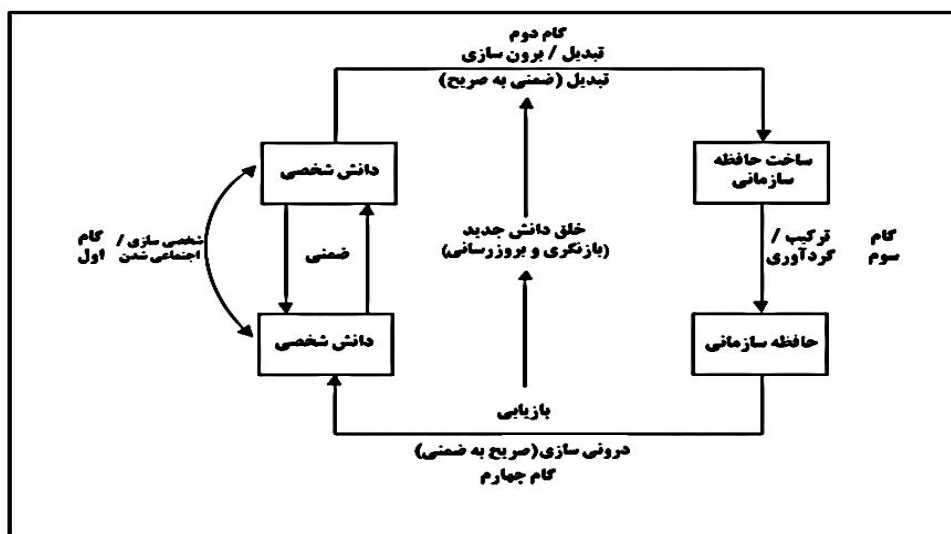 گام دوم
تبدیل / برون سازی
تبدیل (ضمنی به صریح)
دانش شخصی
ساخت حافظه
سازمانی
گام
اول
شخصی سازی /
اجتماعی شدن
ضمنی
خلق دانش جدید
(بازنگری و بروزرسانی)
ترکیب /
گردآوری
گام
سوم
دانش شخصی
حافظه سازمانی
بازیابی
درونی سازی(صریح به ضمنی)
گام چهارم